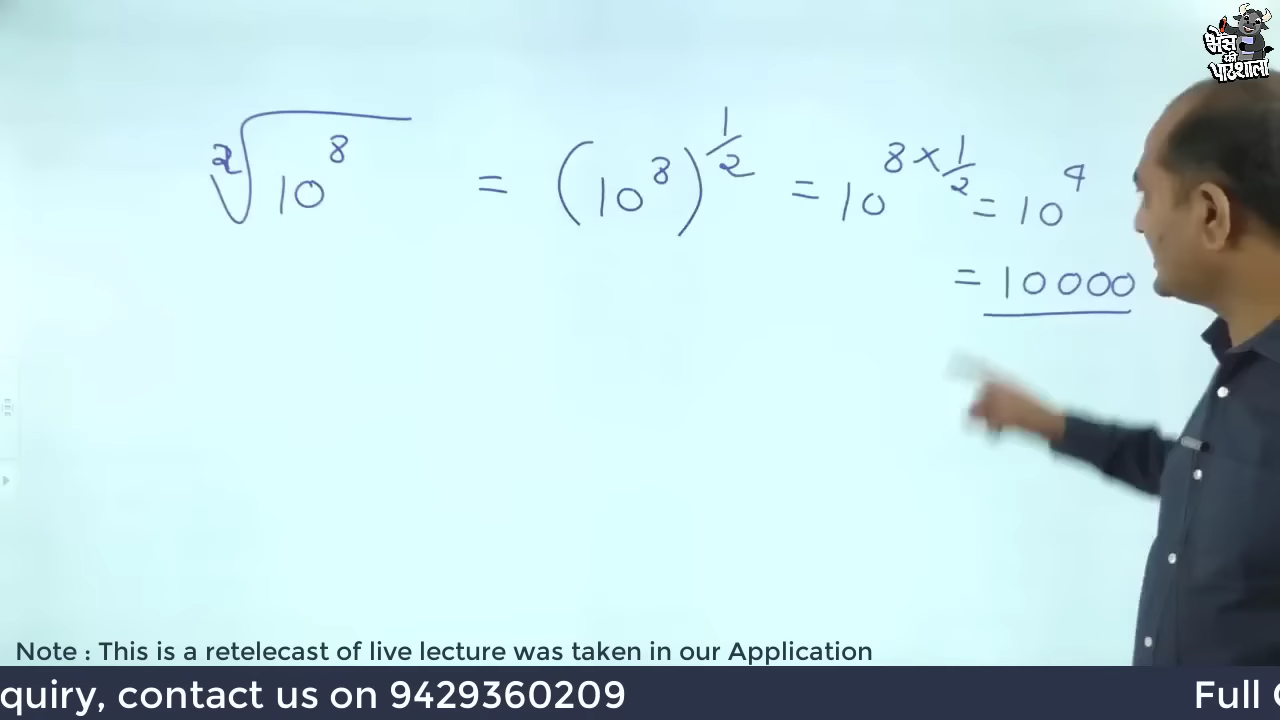 भैंस की पाठशाला
²√10⁸ = (10⁸)^½ = 10^(8×½) = 10⁴
= 10000
Note : This is a retelecast of live lecture was taken in our Application
quiry, contact us on 9429360209 Full